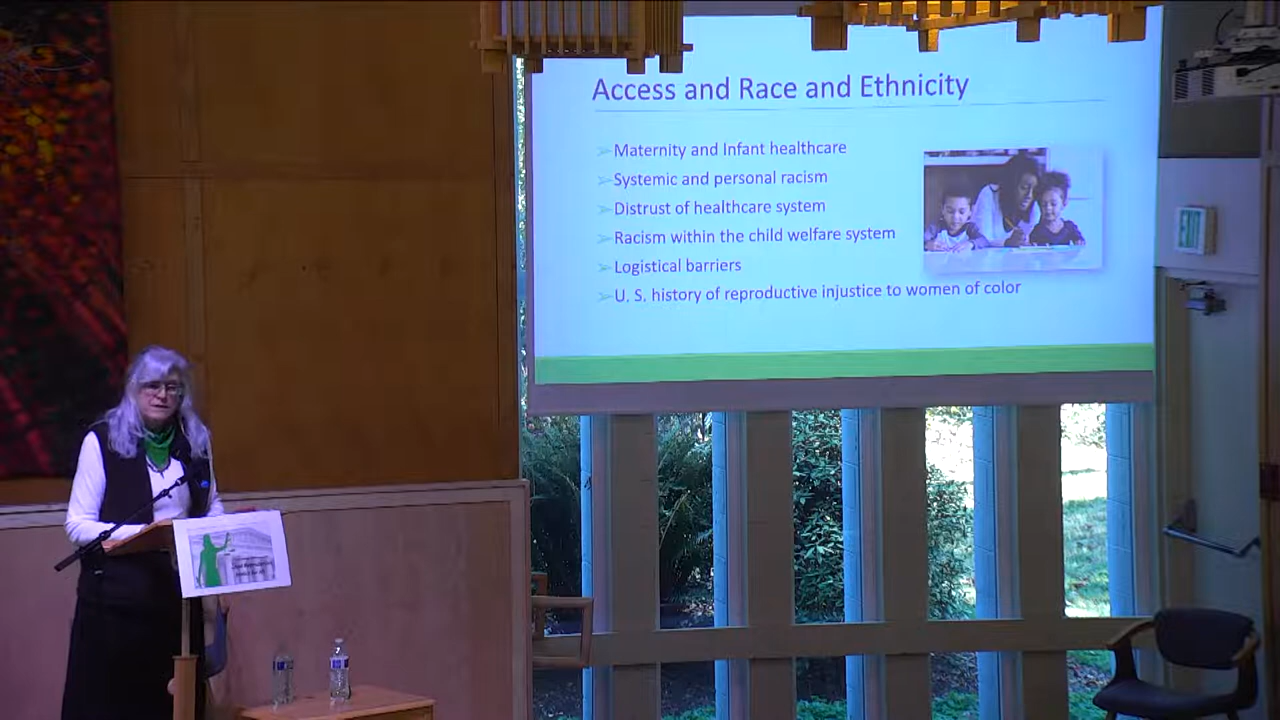 Access and Race and Ethnicity
➢Maternity and Infant healthcare
➢Systemic and personal racism
➢Distrust of healthcare system
➢Racism within the child welfare system
➢Logistical barriers
➢U. S. history of reproductive injustice to women of color
EXIT